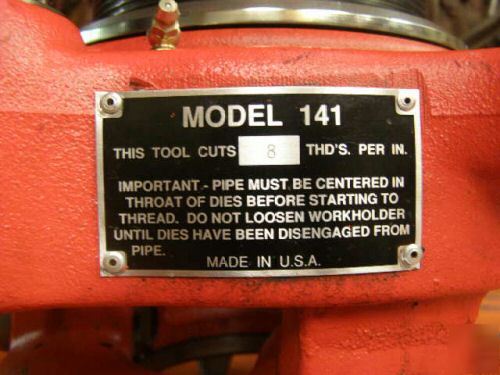 MODEL 141
THIS TOOL CUTS 8 THD'S. PER IN.
IMPORTANT - PIPE MUST BE CENTERED IN
THROAT OF DIES BEFORE STARTING TO
THREAD. DO NOT LOOSEN WORKHOLDER
UNTIL DIES HAVE BEEN DISENGAGED FROM
PIPE.
MADE IN U.S.A.